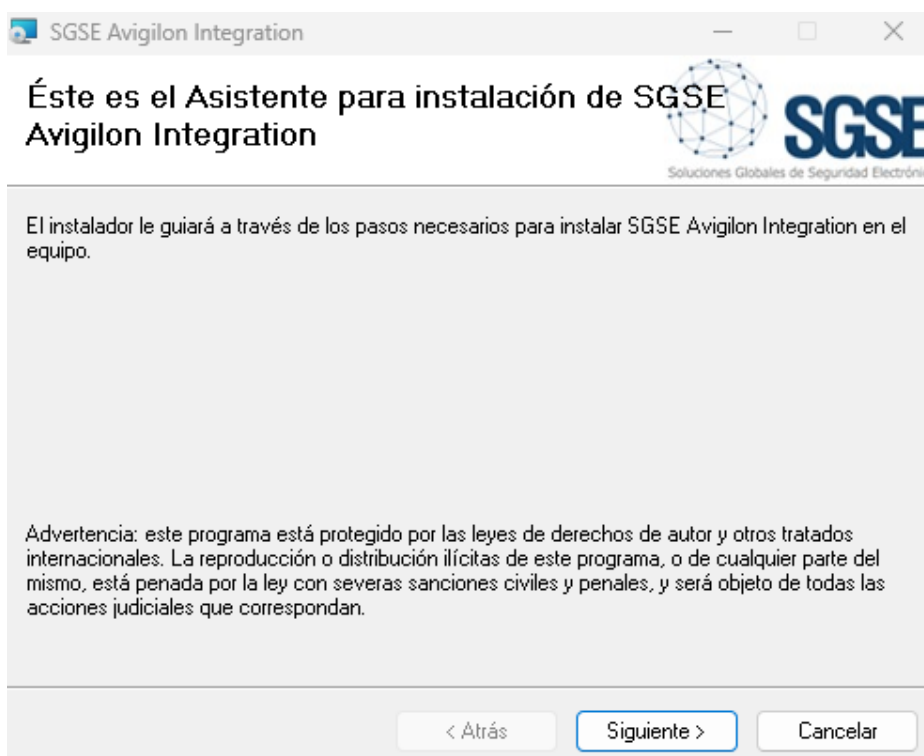 SGSE Avigilon Integration
Éste es el Asistente para instalación de SGSE
Avigilon Integration
SGSE
Soluciones Globales de Seguridad Electróni
El instalador le guiará a través de los pasos necesarios para instalar SGSE Avigilon Integration en el
equipo.
Advertencia: este programa está protegido por las leyes de derechos de autor y otros tratados
internacionales. La reproducción o distribución ilícitas de este programa, o de cualquier parte del
mismo, está penada por la ley con severas sanciones civiles y penales, y será objeto de todas las
acciones judiciales que correspondan.
< Atrás
Siguiente >
Cancelar